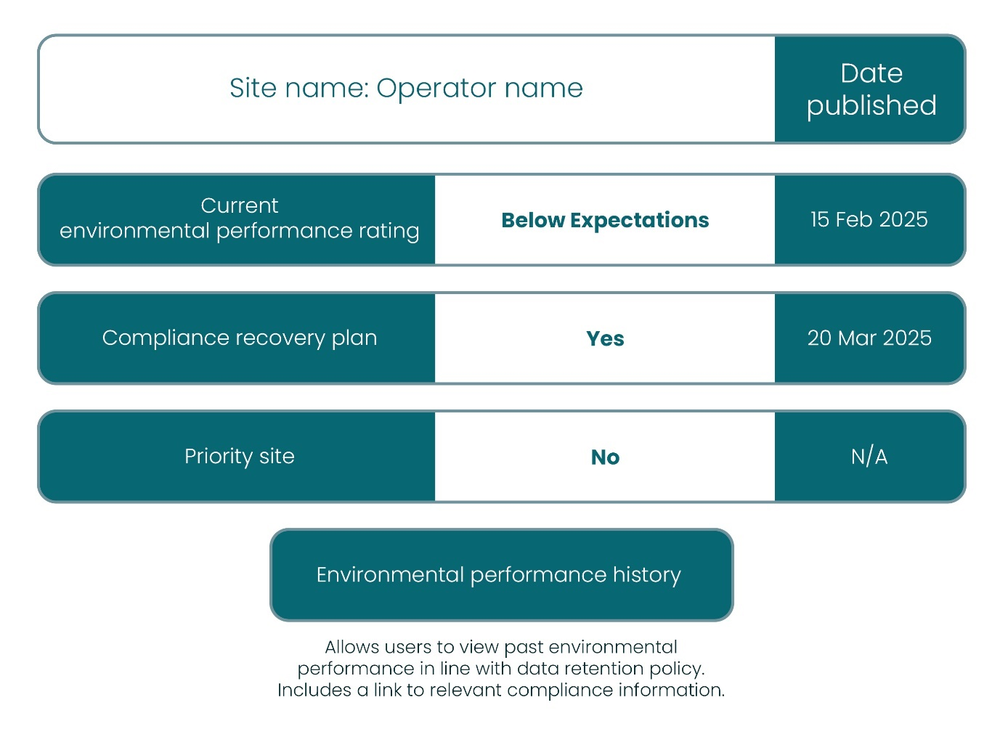 Site name: Operator name
Date
published
Current
environmental performance rating
Below Expectations
15 Feb 2025
Compliance recovery plan
Yes
20 Mar 2025
Priority site
No
N/A
Environmental performance history
Allows users to view past environmental
performance in line with data retention policy.
Includes a link to relevant compliance information.